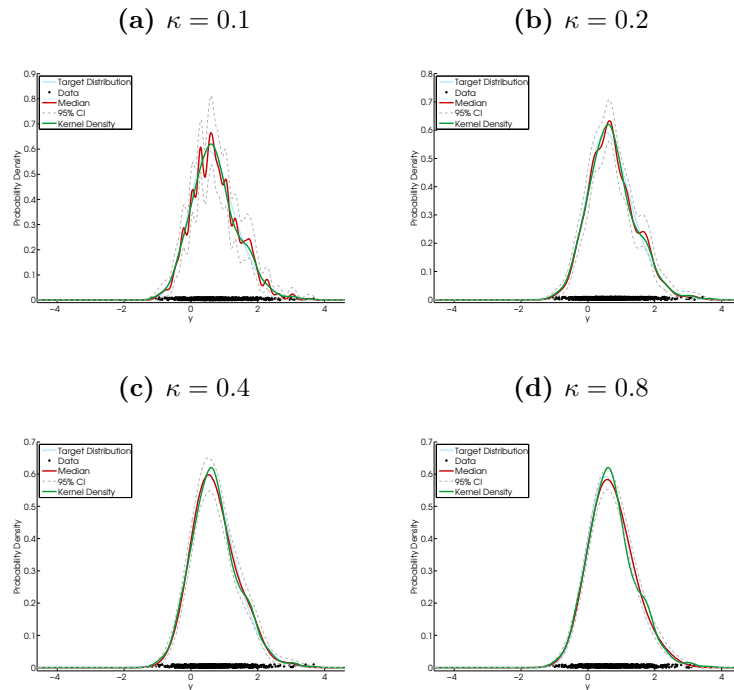 (a) κ = 0.1
0.9
0.8
0.7
0.6
0.5
0.4
0.3
0.2
0.1
0
Probability Density
Target Distribution
Data
Median
95% CI
Kernel Density
−4 −2 0 2 4
y
(b) κ = 0.2
0.8
0.7
0.6
0.5
0.4
0.3
0.2
0.1
0
Probability Density
Target Distribution
Data
Median
95% CI
Kernel Density
−4 −2 0 2 4
y
(c) κ = 0.4
0.7
0.6
0.5
0.4
0.3
0.2
0.1
0
Probability Density
Target Distribution
Data
Median
95% CI
Kernel Density
−4 −2 0 2 4
y
(d) κ = 0.8
0.7
0.6
0.5
0.4
0.3
0.2
0.1
0
Probability Density
Target Distribution
Data
Median
95% CI
Kernel Density
−4 −2 0 2 4
y